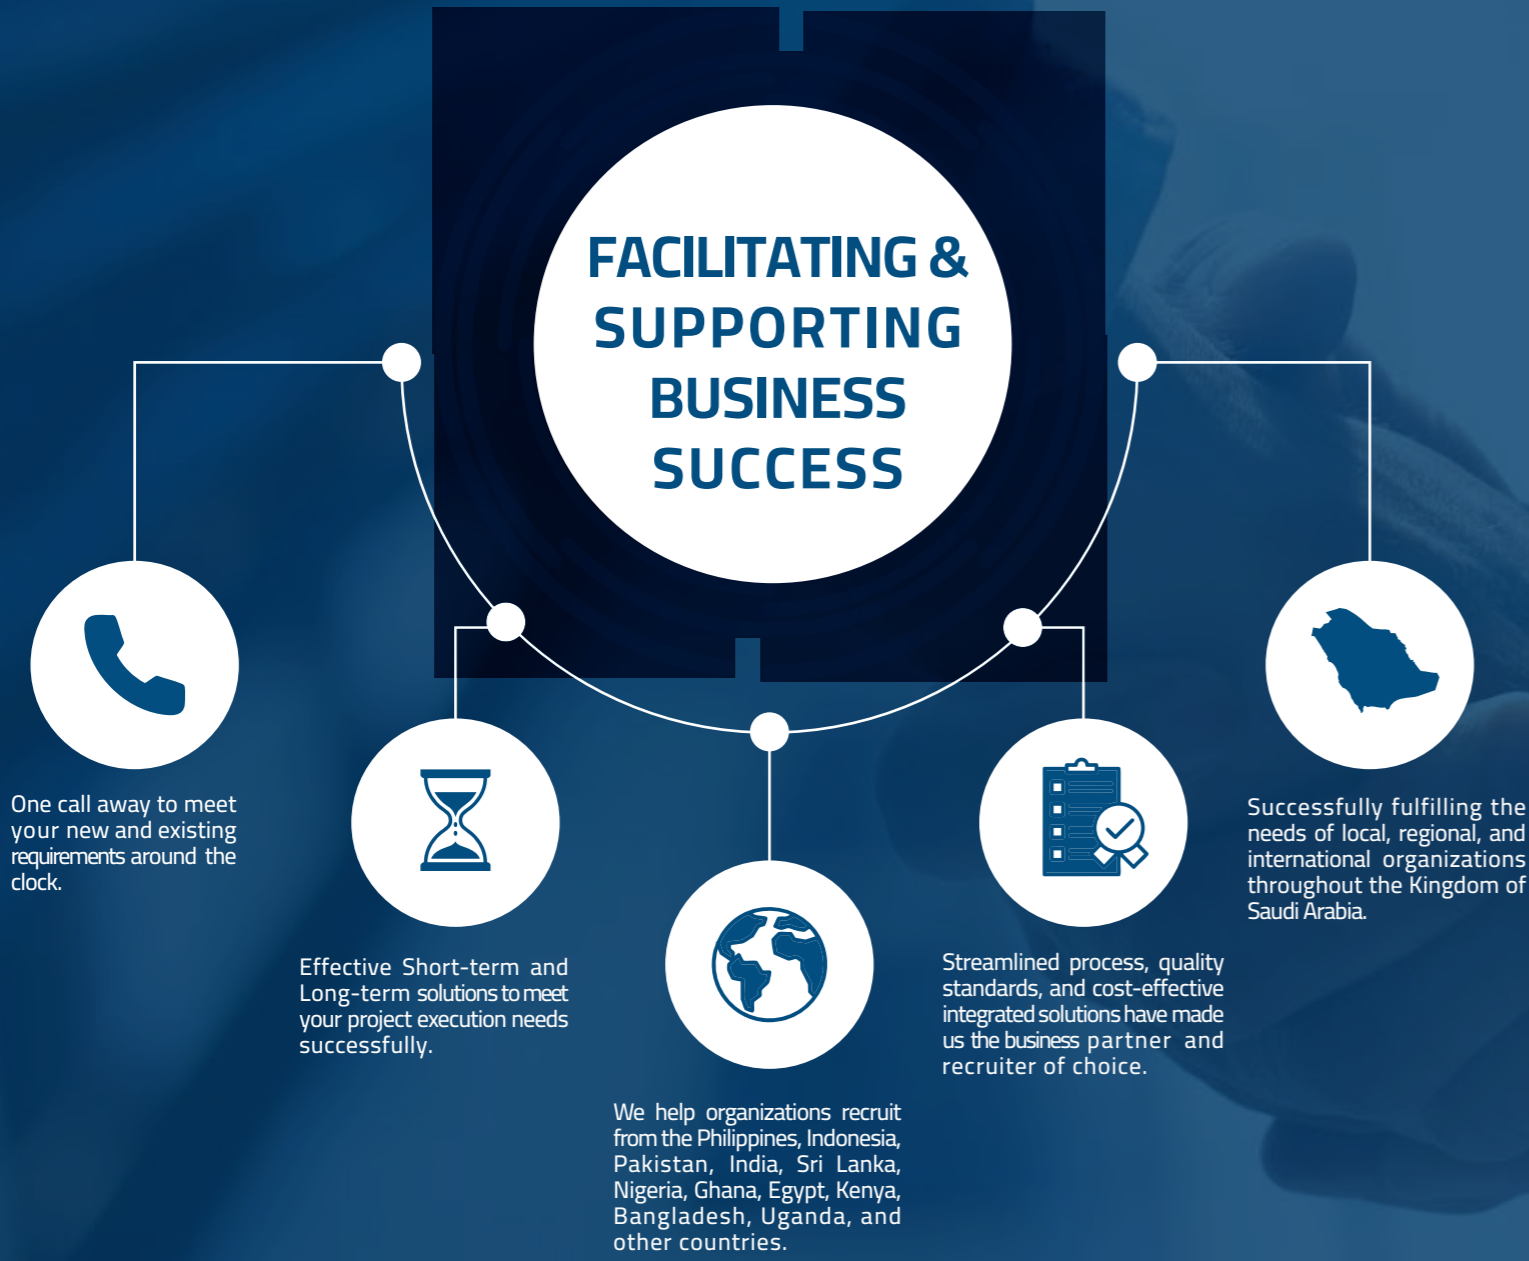 FACILITATING &
SUPPORTING
BUSINESS
SUCCESS
One call away to meet
your new and existing
requirements around the
clock.
Effective Short-term and
Long-term solutions to meet
your project execution needs
successfully.
We help organizations recruit
from the Philippines, Indonesia,
Pakistan, India, Sri Lanka,
Nigeria, Ghana, Egypt, Kenya,
Bangladesh, Uganda, and
other countries.
Streamlined process, quality
standards, and cost-effective
integrated solutions have made
us the business partner and
recruiter of choice.
Successfully fulfilling the
needs of local, regional, and
international organizations
throughout the Kingdom of
Saudi Arabia.